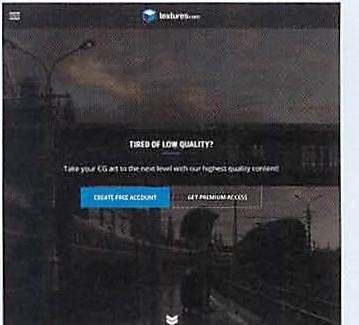 textures.com
TIRED OF LOW QUALITY?
Take your CG art to the next level with our highest quality content!
CREATE FREE ACCOUNT
GET PREMIUM ACCESS